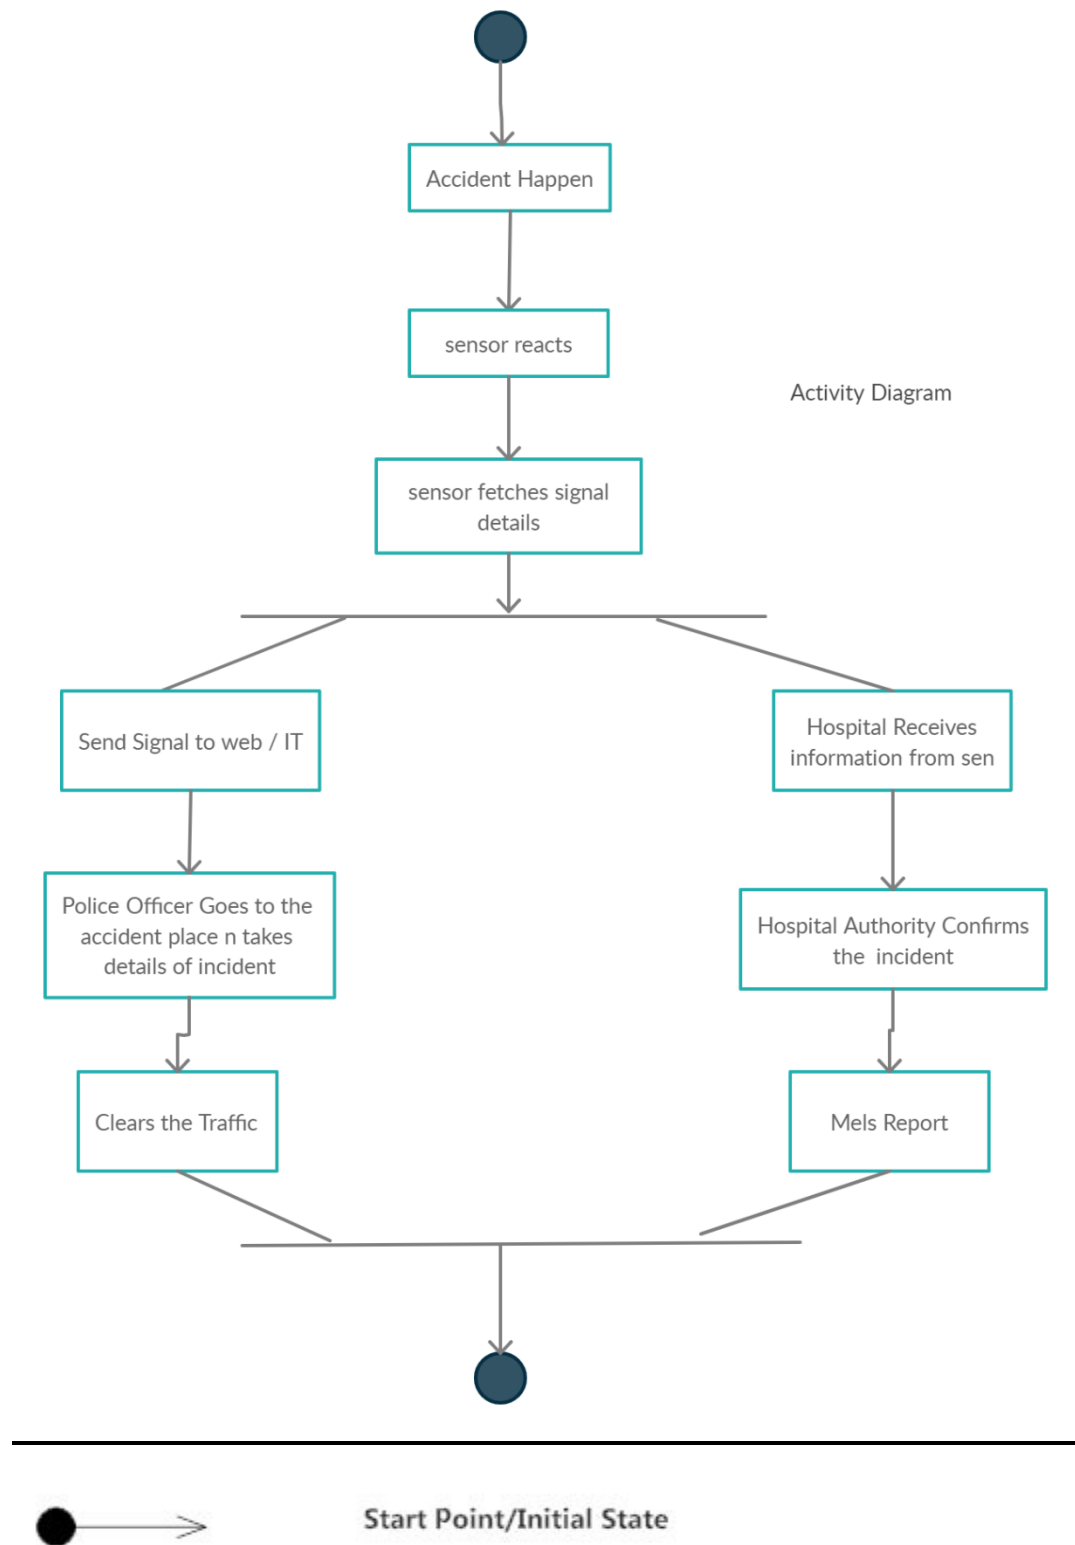 Accident Happen
sensor reacts
Activity Diagram
sensor fetches signal
details
Send Signal to web / IT
Hospital Receives
information from sen
Police Officer Goes to the
accident place n takes
details of incident
Hospital Authority Confirms
the incident
Clears the Traffic
Mels Report
Start Point/Initial State